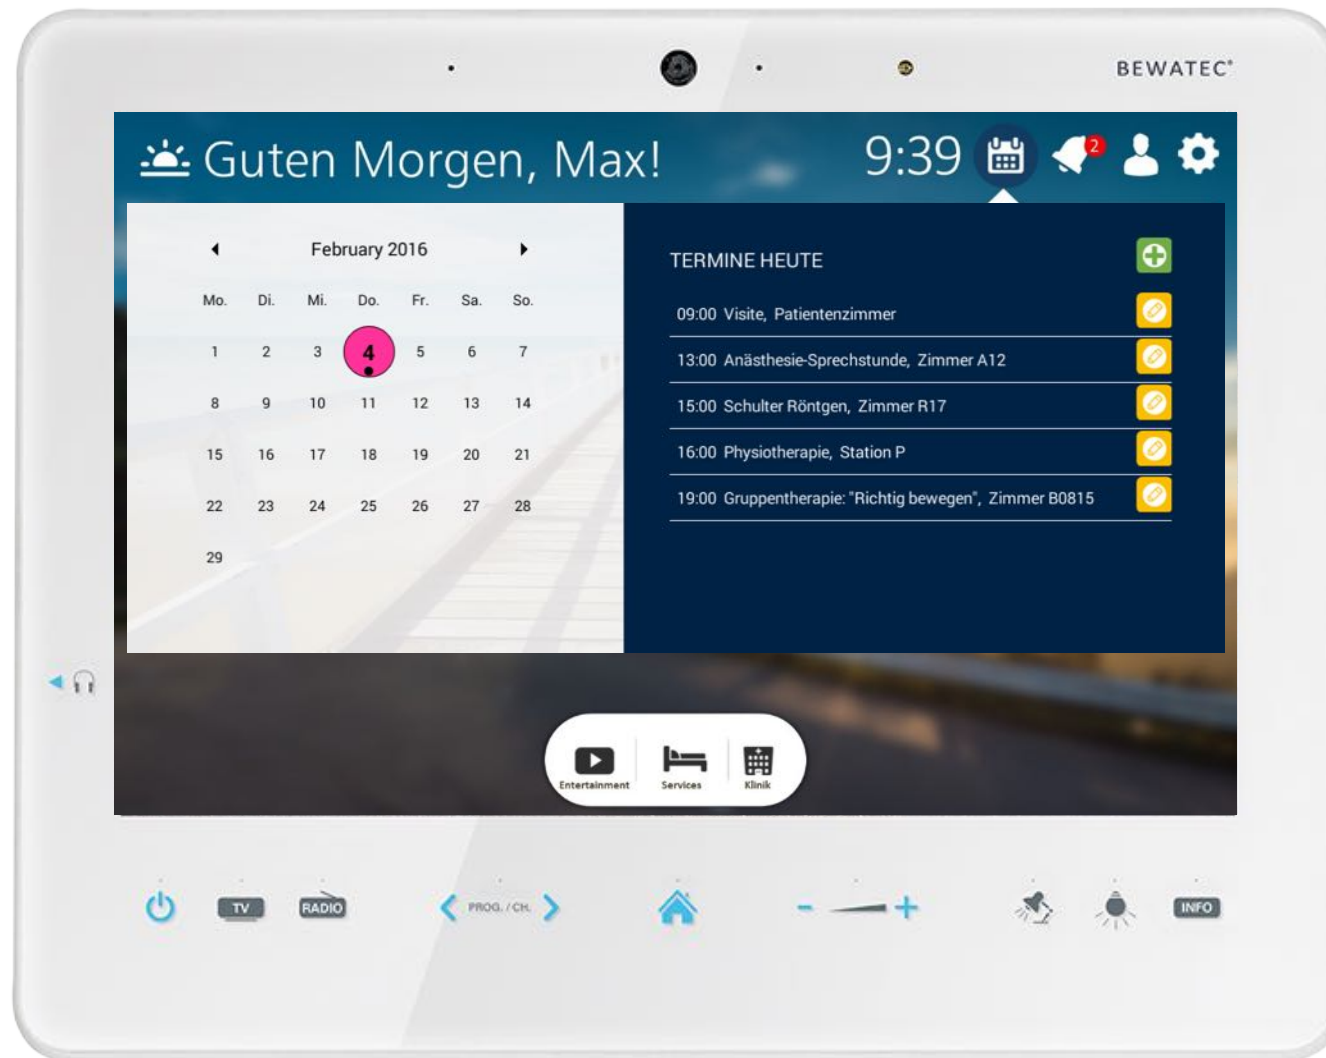 BEWATEC®
Guten Morgen, Max!
9:39
2
February 2016
Mo. Di. Mi. Do. Fr. Sa. So.
1 2 3 4 5 6 7
8 9 10 11 12 13 14
15 16 17 18 19 20 21
22 23 24 25 26 27 28
29
TERMINE HEUTE
09:00 Visite, Patientenzimmer
13:00 Anästhesie-Sprechstunde, Zimmer A12
15:00 Schulter Röntgen, Zimmer R17
16:00 Physiotherapie, Station P
19:00 Gruppentherapie: "Richtig bewegen", Zimmer B0815
Entertainment Services Klinik
TV RADIO PROG. / CH. - + INFO